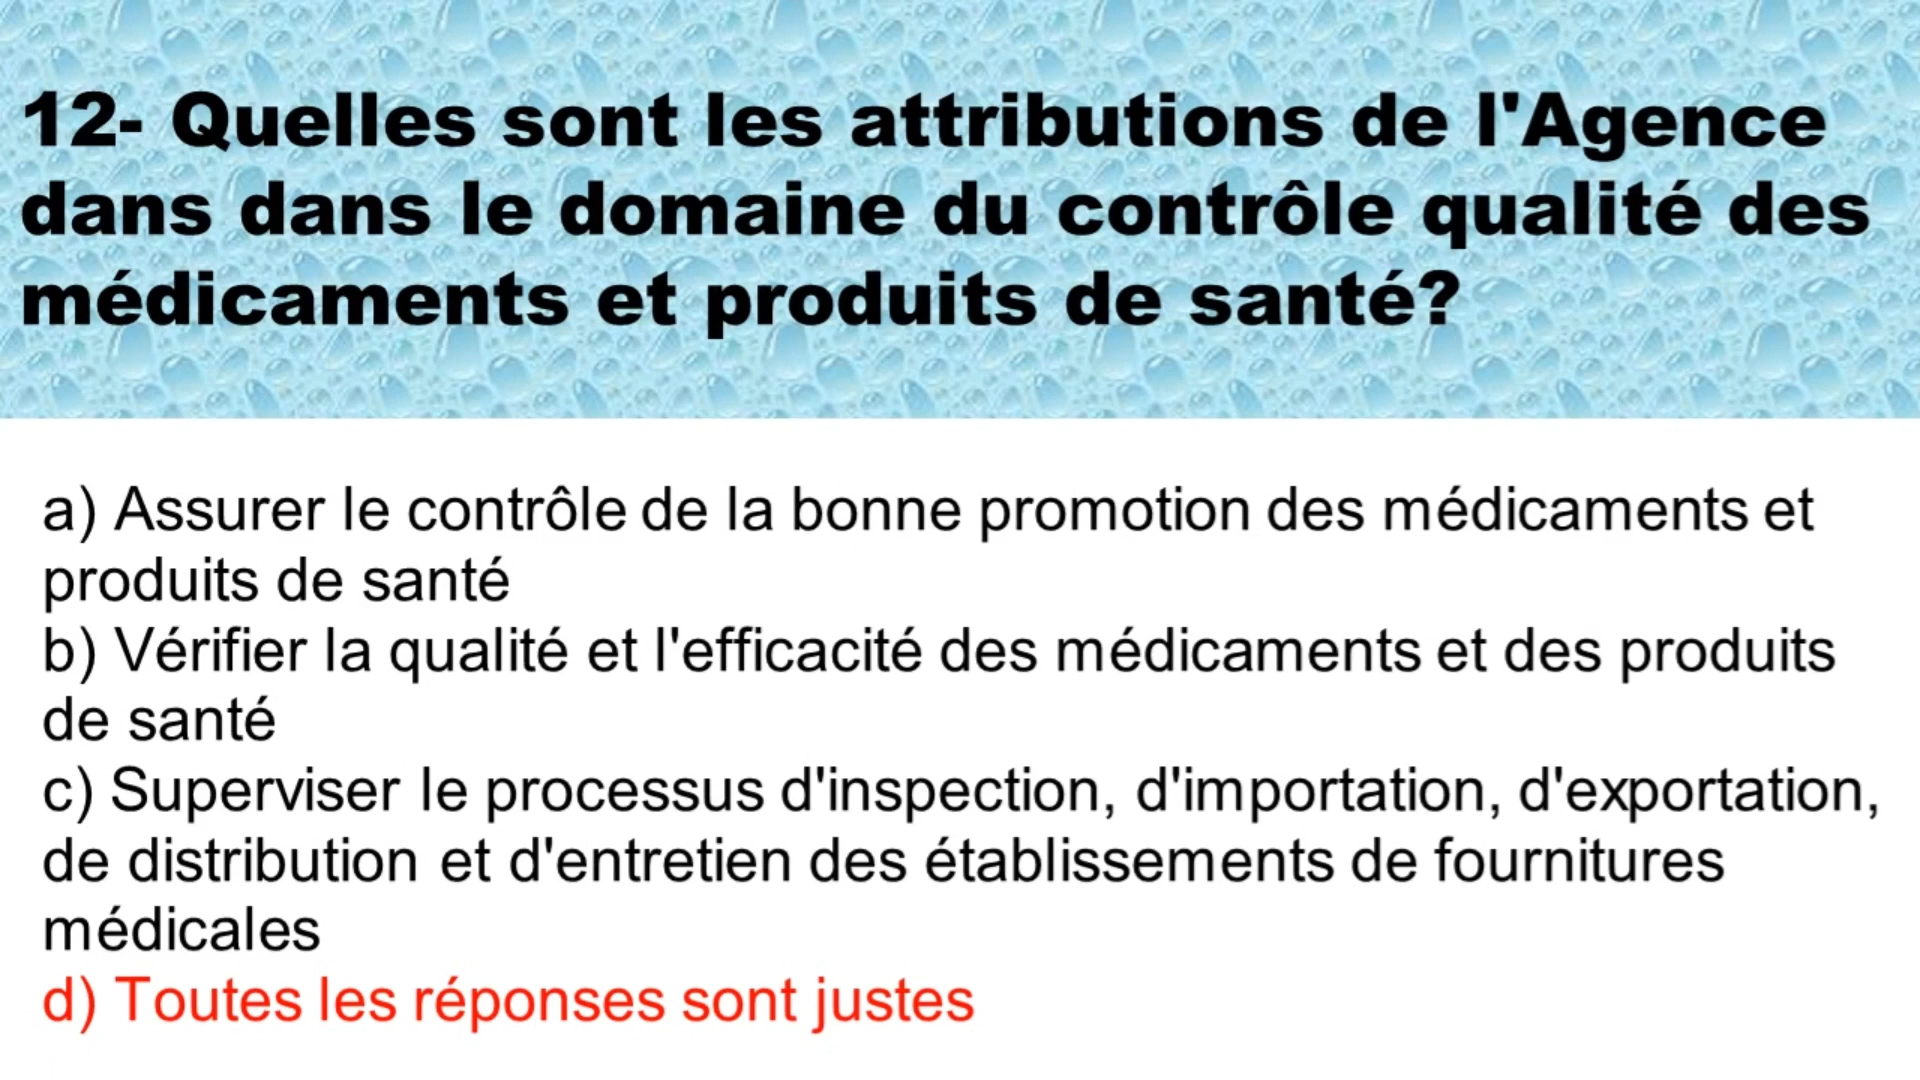 12- Quelles sont les attributions de l'Agence
dans dans le domaine du contrôle qualité des
médicaments et produits de santé?
a) Assurer le contrôle de la bonne promotion des médicaments et
produits de santé
b) Vérifier la qualité et l'efficacité des médicaments et des produits
de santé
c) Superviser le processus d'inspection, d'importation, d'exportation,
de distribution et d'entretien des établissements de fournitures
médicales
d) Toutes les réponses sont justes